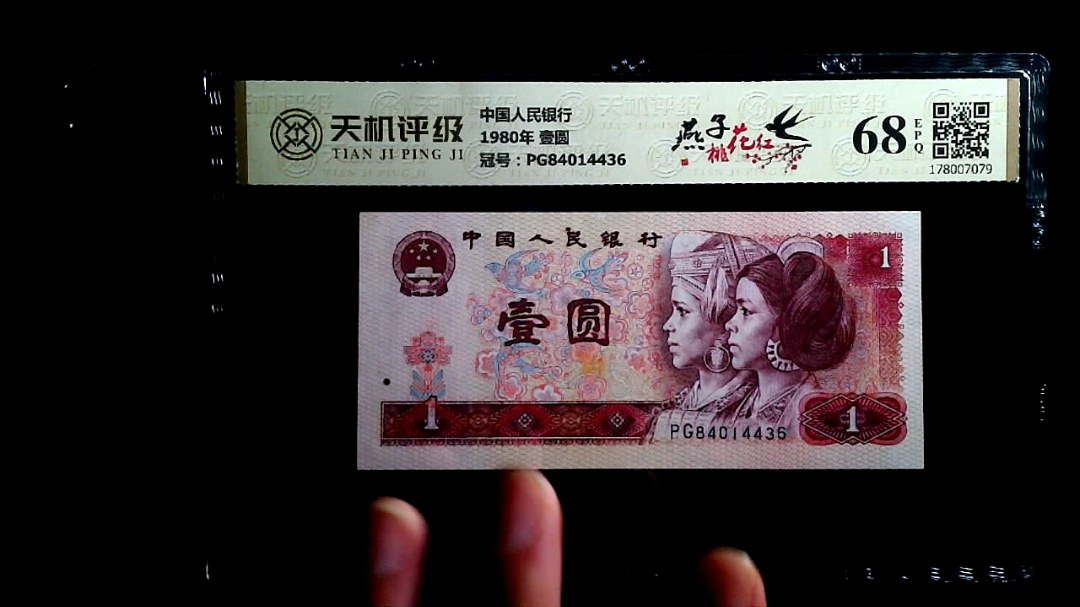 天机评级
TIAN JI PING JI
中国人民银行
1980年 壹圆
冠号：PG84014436
燕子
桃花红
68
EPQ
178007079
中国人民银行
1
壹圆
1
PG84014436
1